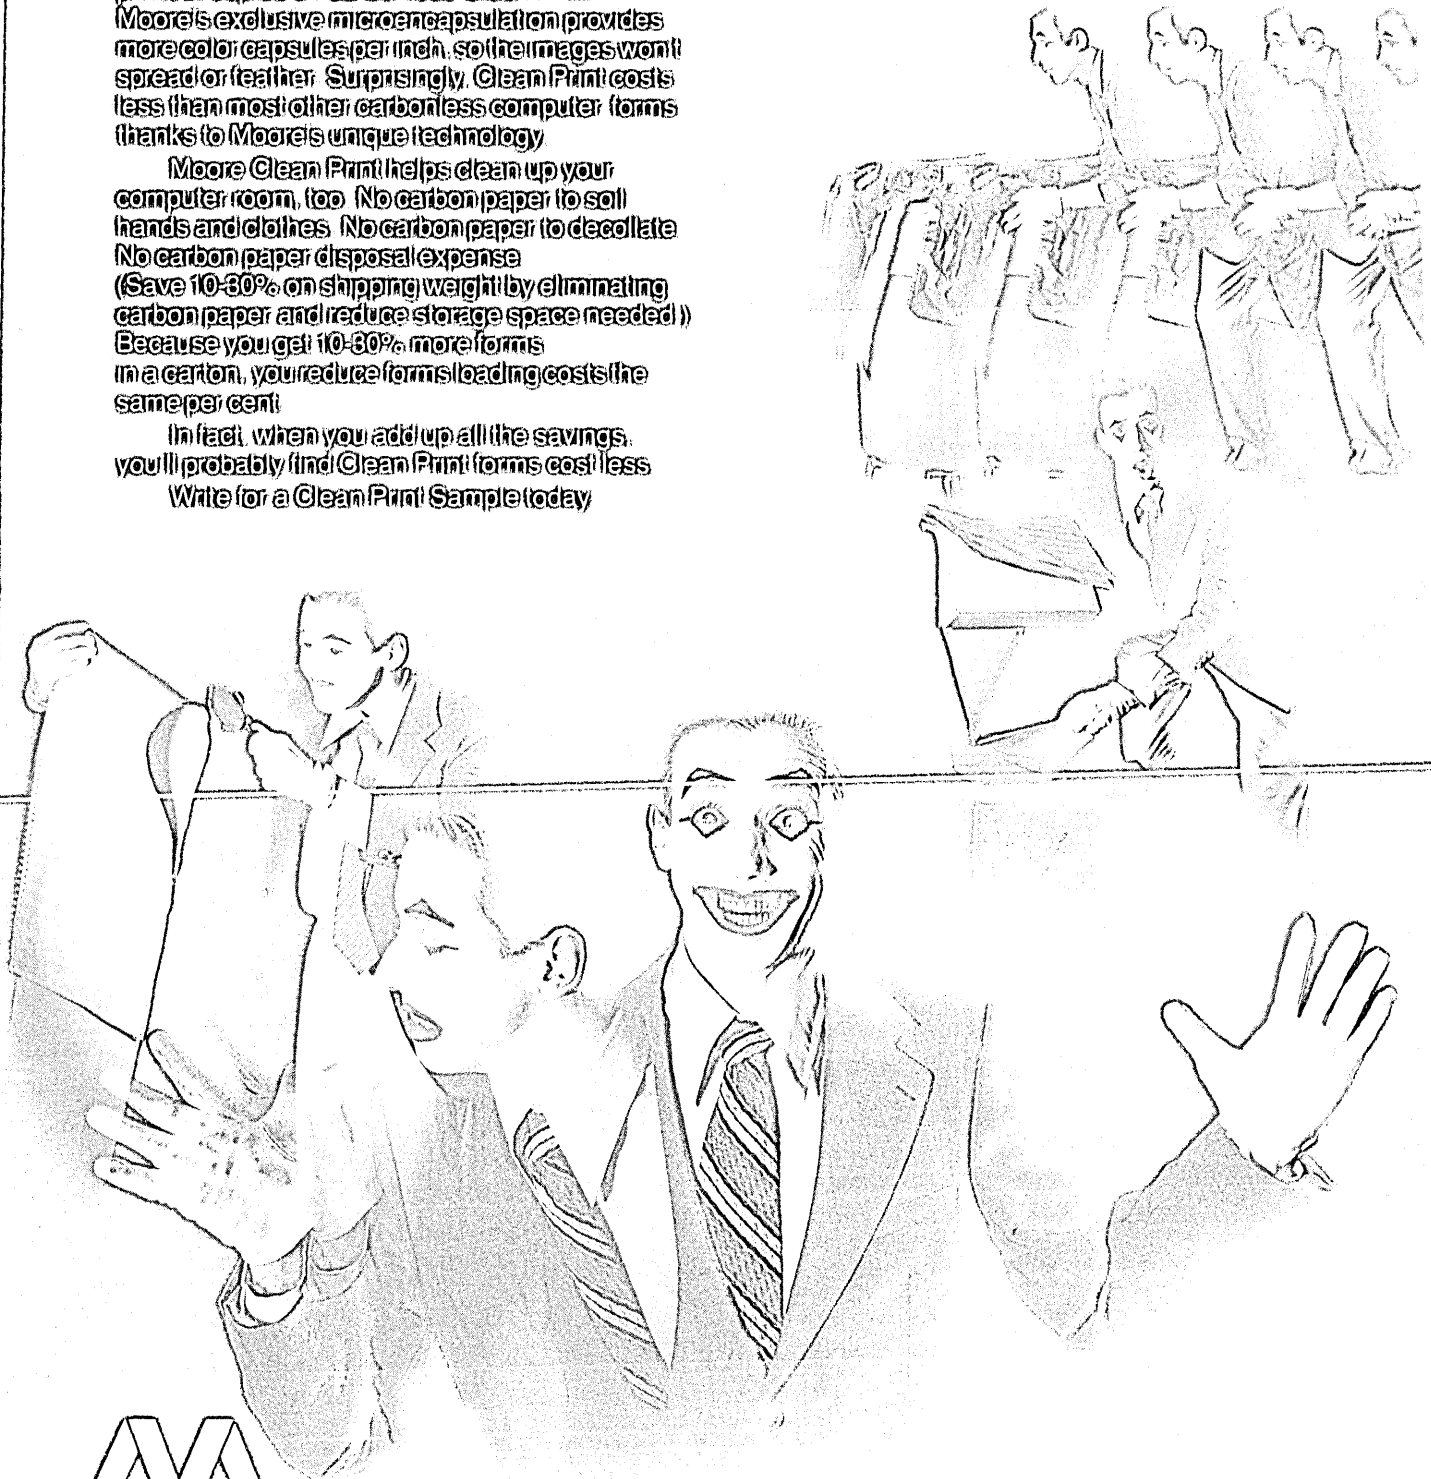 Moore's exclusive microencapsulation provides
more color capsules per inch, so the images won't
spread or feather. Surprisingly, Clean Print costs
less than most other carbonless computer forms
thanks to Moore's unique technology.
Moore Clean Print helps clean up your
computer room, too. No carbon paper to soil
hands and clothes. No carbon paper to decollate.
No carbon paper disposal expense.
(Save 10-30% on shipping weight by eliminating
carbon paper and reduce storage space needed.)
Because you get 10-30% more forms
in a carton, you reduce forms loading costs the
same per cent.
In fact, when you add up all the savings,
you'll probably find Clean Print forms cost less.
Write for a Clean Print Sample today.